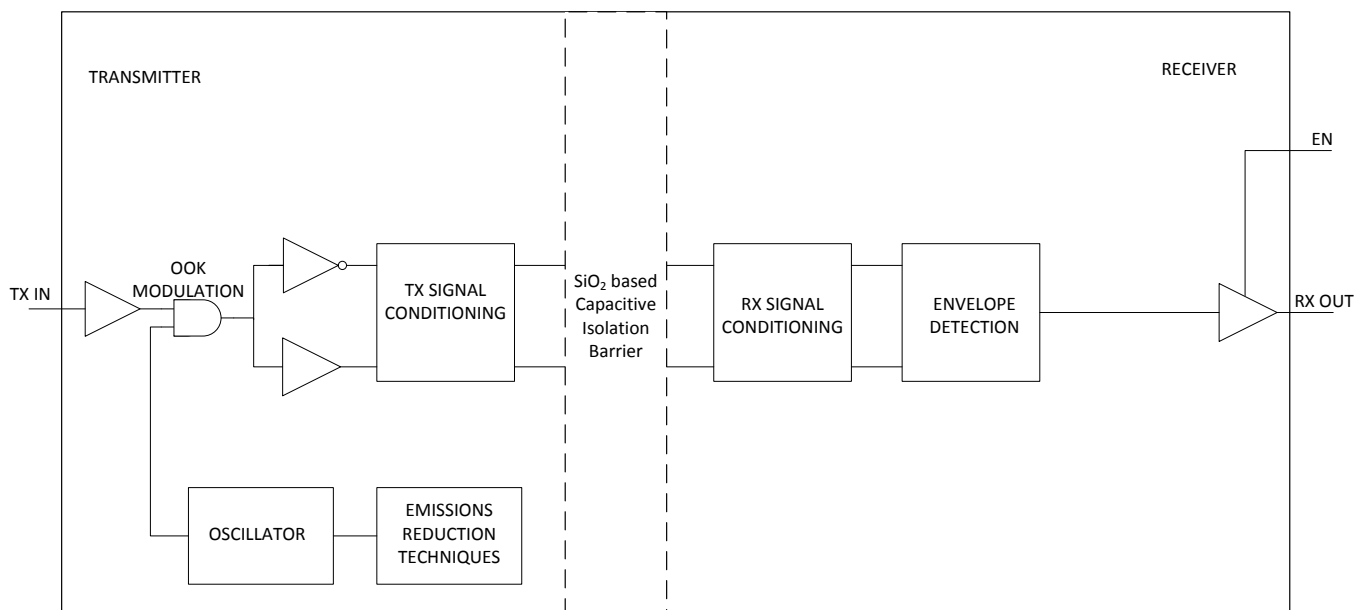 TRANSMITTER
RECEIVER
EN
OOK
MODULATION
TX IN
TX SIGNAL
CONDITIONING
SiO₂ based
Capacitive
Isolation
Barrier
RX SIGNAL
CONDITIONING
ENVELOPE
DETECTION
RX OUT
OSCILLATOR
EMISSIONS
REDUCTION
TECHNIQUES